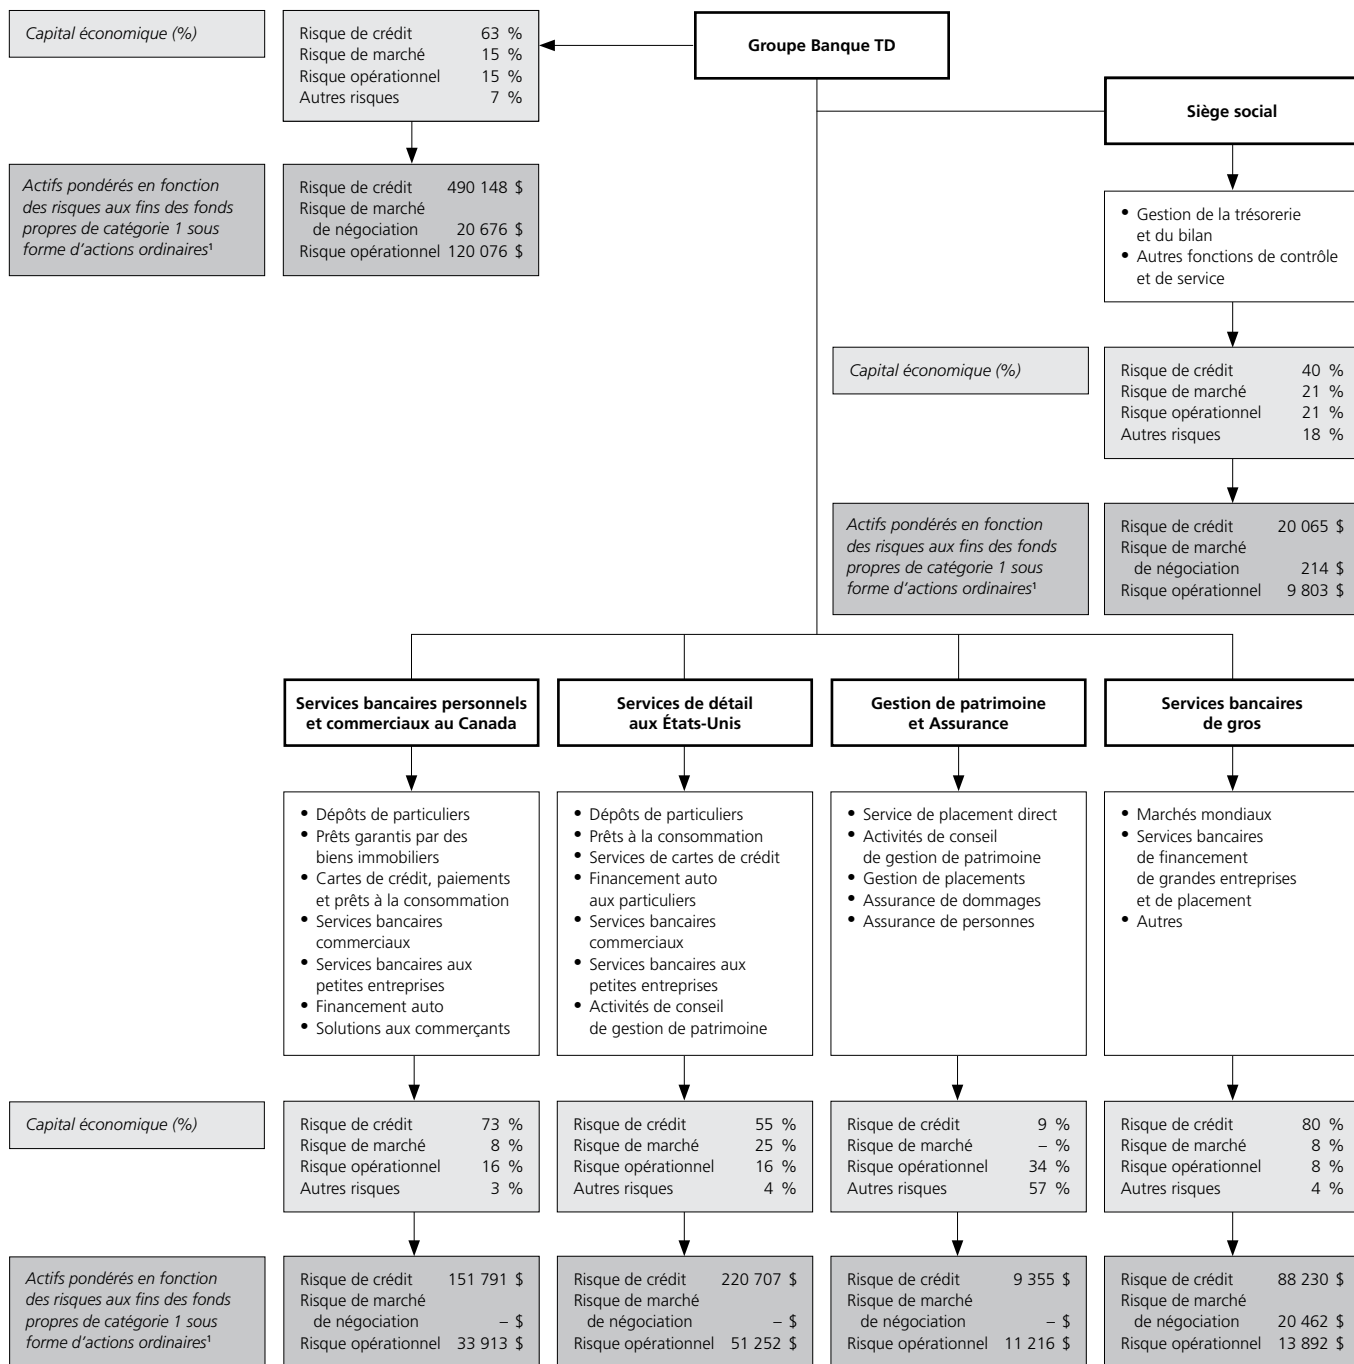 Capital économique (%)
Risque de crédit 63 %
Risque de marché 15 %
Risque opérationnel 15 %
Autres risques 7 %
Groupe Banque TD
Siège social
Actifs pondérés en fonction
des risques aux fins des fonds
propres de catégorie 1 sous
forme d'actions ordinaires¹
Risque de crédit 490 148 $
Risque de marché
de négociation 20 676 $
Risque opérationnel 120 076 $
• Gestion de la trésorerie
et du bilan
• Autres fonctions de contrôle
et de service
Capital économique (%)
Risque de crédit 40 %
Risque de marché 21 %
Risque opérationnel 21 %
Autres risques 18 %
Actifs pondérés en fonction
des risques aux fins des fonds
propres de catégorie 1 sous
forme d'actions ordinaires¹
Risque de crédit 20 065 $
Risque de marché
de négociation 214 $
Risque opérationnel 9 803 $
Services bancaires personnels
et commerciaux au Canada
Services de détail
aux États-Unis
Gestion de patrimoine
et Assurance
Services bancaires
de gros
• Dépôts de particuliers
• Prêts garantis par des
biens immobiliers
• Cartes de crédit, paiements
et prêts à la consommation
• Services bancaires
commerciaux
• Services bancaires aux
petites entreprises
• Financement auto
• Solutions aux commerçants
• Dépôts de particuliers
• Prêts à la consommation
• Services de cartes de crédit
• Financement auto
aux particuliers
• Services bancaires
commerciaux
• Services bancaires aux
petites entreprises
• Activités de conseil
de gestion de patrimoine
• Service de placement direct
• Activités de conseil
de gestion de patrimoine
• Gestion de placements
• Assurance de dommages
• Assurance de personnes
• Marchés mondiaux
• Services bancaires
de financement
de grandes entreprises
et de placement
• Autres
Capital économique (%)
Risque de crédit 73 %
Risque de marché 8 %
Risque opérationnel 16 %
Autres risques 3 %
Risque de crédit 55 %
Risque de marché 25 %
Risque opérationnel 16 %
Autres risques 4 %
Risque de crédit 9 %
Risque de marché – %
Risque opérationnel 34 %
Autres risques 57 %
Risque de crédit 80 %
Risque de marché 8 %
Risque opérationnel 8 %
Autres risques 4 %
Actifs pondérés en fonction
des risques aux fins des fonds
propres de catégorie 1 sous
forme d'actions ordinaires¹
Risque de crédit 151 791 $
Risque de marché
de négociation – $
Risque opérationnel 33 913 $
Risque de crédit 220 707 $
Risque de marché
de négociation – $
Risque opérationnel 51 252 $
Risque de crédit 9 355 $
Risque de marché
de négociation – $
Risque opérationnel 11 216 $
Risque de crédit 88 230 $
Risque de marché
de négociation 20 462 $
Risque opérationnel 13 892 $